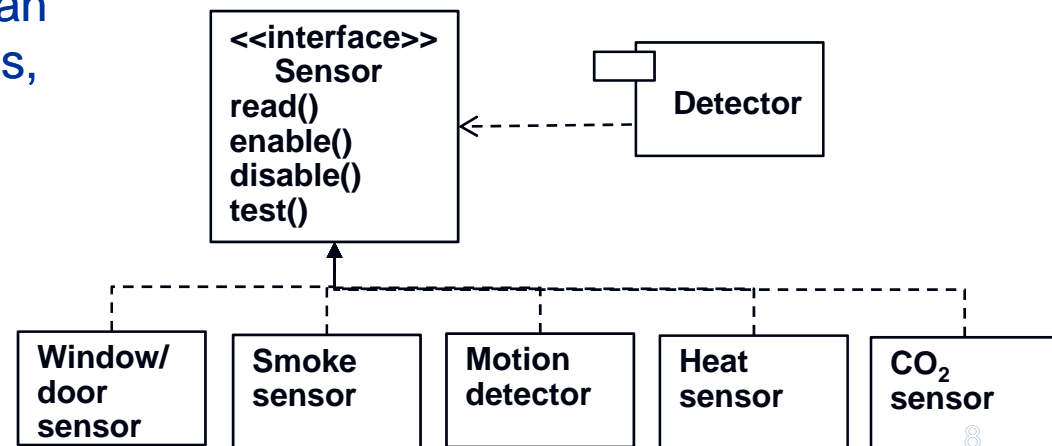 an
s,
<<interface>>
Sensor
read()
enable()
disable()
test()
Detector
Window/
door
sensor
Smoke
sensor
Motion
detector
Heat
sensor
CO₂
sensor
8